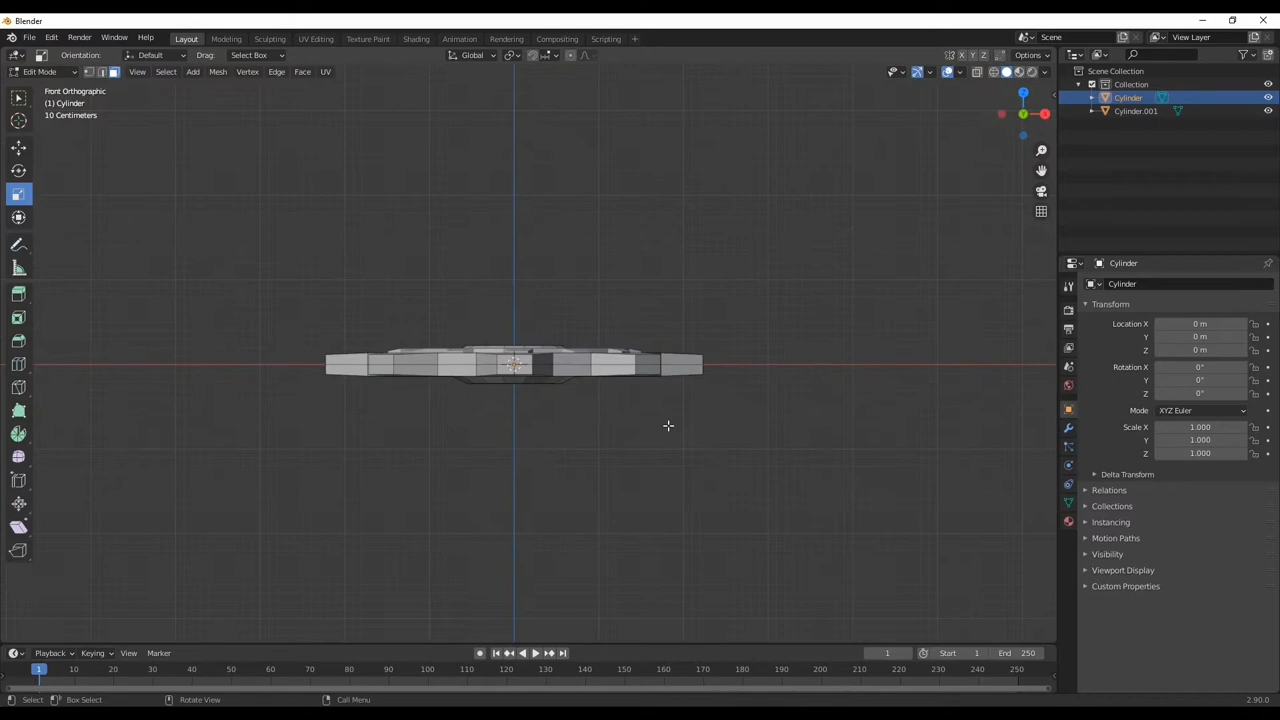 Blender
File Edit Render Window Help Layout Modeling Sculpting UV Editing Texture Paint Shading Animation Rendering Compositing Scripting + Scene View Layer
Orientation: Default Drag: Select Box Global X Y Z Options
Edit Mode View Select Add Mesh Vertex Edge Face UV
Scene Collection
Collection
Cylinder
Cylinder.001
Front Orthographic
(1) Cylinder
10 Centimeters
Z
Y
X
Cylinder
Cylinder
Transform
Location X 0 m
Y 0 m
Z 0 m
Rotation X 0°
Y 0°
Z 0°
Mode XYZ Euler
Scale X 1.000
Y 1.000
Z 1.000
Delta Transform
Relations
Collections
Instancing
Motion Paths
Visibility
Viewport Display
Custom Properties
Playback Keying View Marker 1 Start 1 End 250
1 10 20 30 40 50 60 70 80 90 100 110 120 130 140 150 160 170 180 190 200 210 220 230 240 250
Select Box Select Rotate View Call Menu 2.90.0